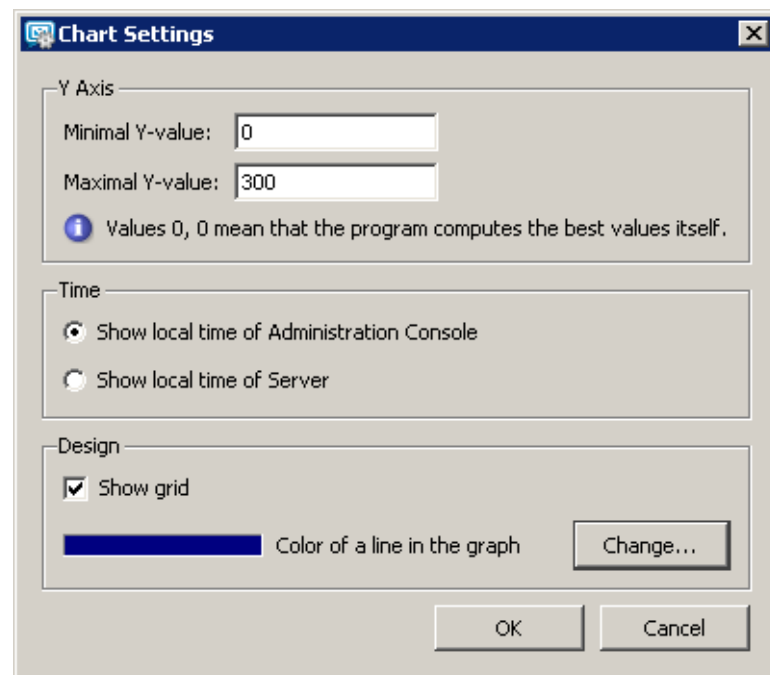 Chart Settings
Y Axis
Minimal Y-value: 0
Maximal Y-value: 300
Values 0, 0 mean that the program computes the best values itself.
Time
Show local time of Administration Console
Show local time of Server
Design
Show grid
Color of a line in the graph Change...
OK Cancel